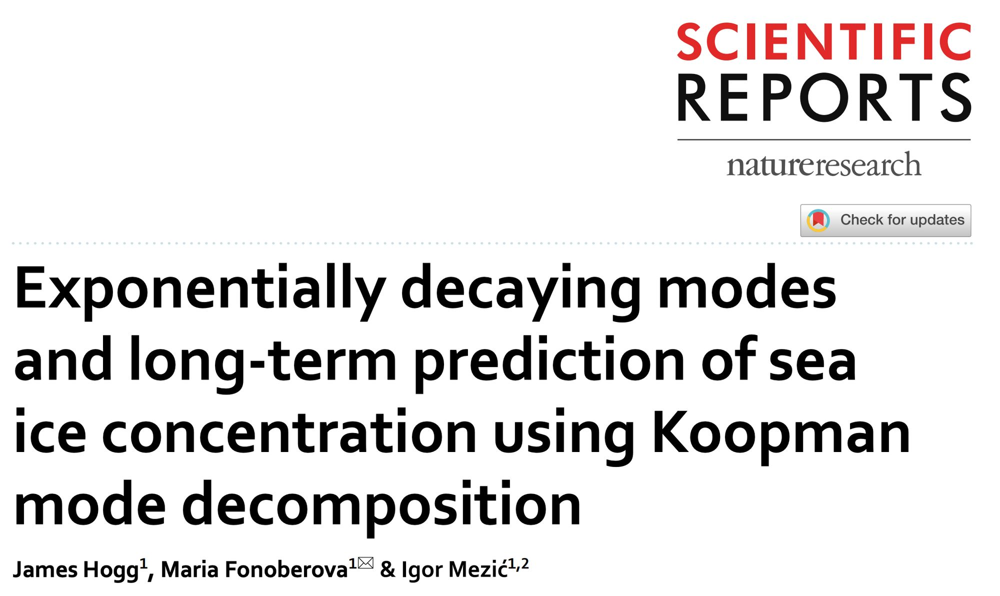 SCIENTIFIC
REPORTS
natureresearch
Check for updates
Exponentially decaying modes
and long-term prediction of sea
ice concentration using Koopman
mode decomposition
James Hogg1, Maria Fonoberova1✉ & Igor Mezić1,2